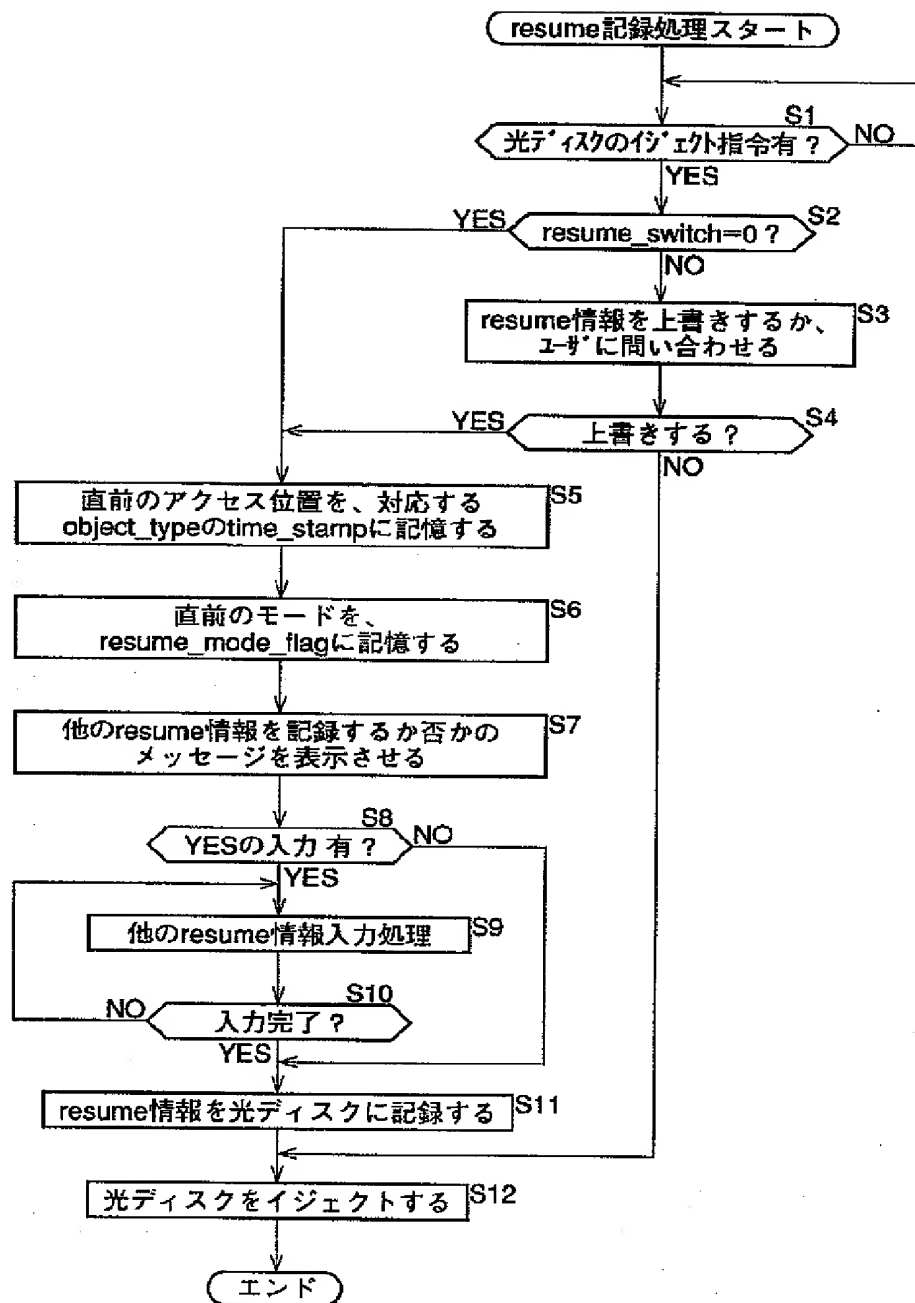 resume記録処理スタート
S1
光ディスクのイジェクト指令有？
NO
YES
S2
YES
resume_switch=0？
NO
S3
resume情報を上書きするか、
ユーザに問い合わせる
S4
YES
上書きする？
NO
S5
直前のアクセス位置を、対応する
object_typeのtime_stampに記憶する
S6
直前のモードを、
resume_mode_flagに記憶する
S7
他のresume情報を記録するか否かの
メッセージを表示させる
S8
YESの入力有？
NO
YES
他のresume情報入力処理
S9
S10
NO
入力完了？
YES
resume情報を光ディスクに記録する
S11
光ディスクをイジェクトする
S12
エンド